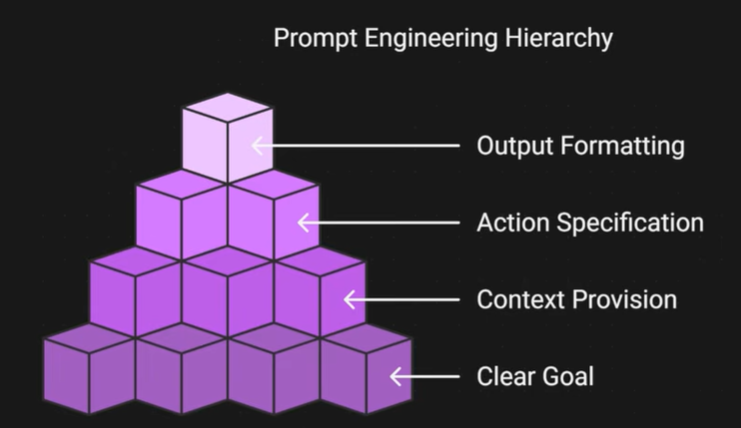 Prompt Engineering Hierarchy
Output Formatting
Action Specification
Context Provision
Clear Goal